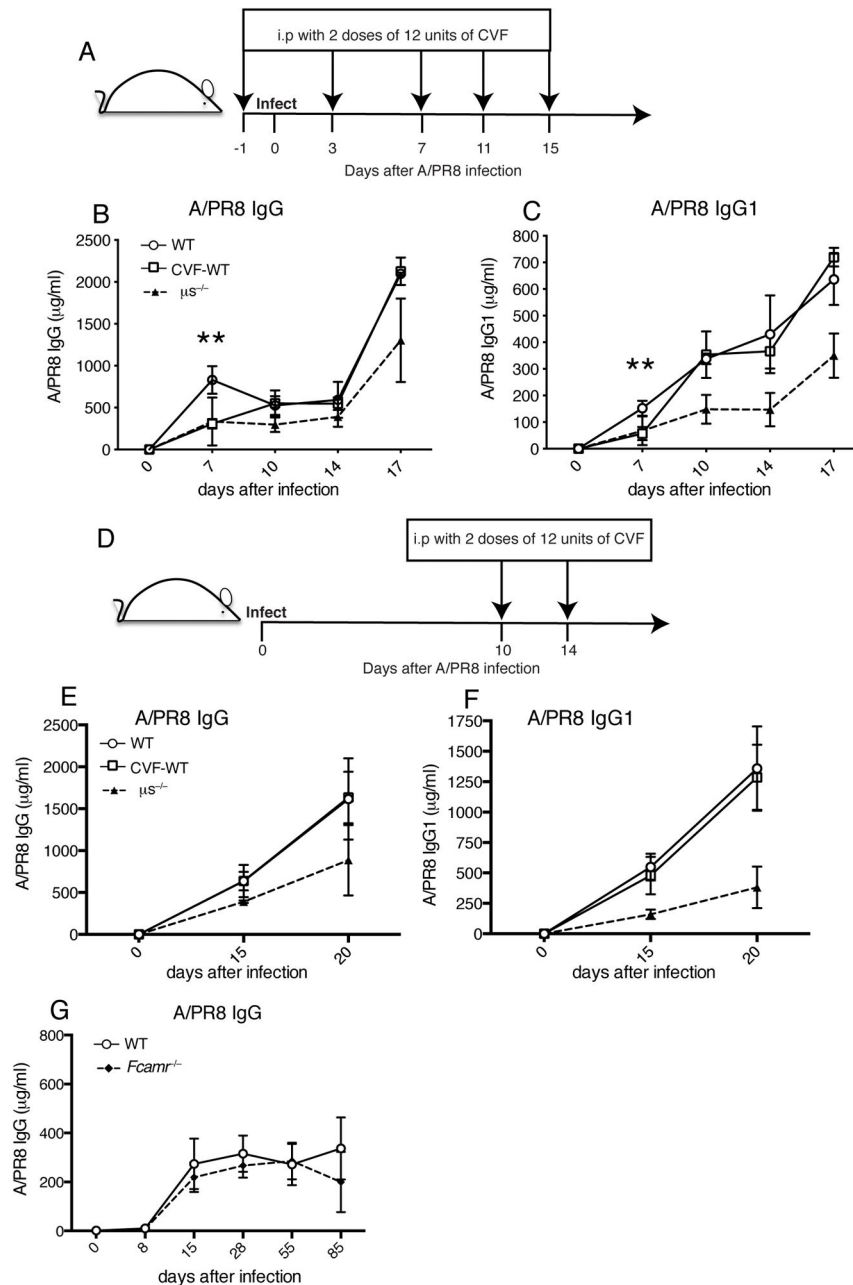 A
i.p with 2 doses of 12 units of CVF
Infect
-1 0 3 7 11 15
Days after A/PR8 infection
B
A/PR8 IgG
A/PR8 IgG (μg/ml)
2500
2000
1500
1000
500
0
WT
CVF-WT
μs⁻/⁻
**
0 7 10 14 17
days after infection
C
A/PR8 IgG1
A/PR8 IgG1 (μg/ml)
800
700
600
500
400
300
200
100
0
**
0 7 10 14 17
days after infection
D
i.p with 2 doses of 12 units of CVF
Infect
0 10 14
Days after A/PR8 infection
E
A/PR8 IgG
A/PR8 IgG (μg/ml)
2500
2000
1500
1000
500
0
WT
CVF-WT
μs⁻/⁻
0 15 20
days after infection
F
A/PR8 IgG1
A/PR8 IgG1 (μg/ml)
1750
1500
1250
1000
750
500
250
0
0 15 20
days after infection
G
A/PR8 IgG
A/PR8 IgG (μg/ml)
800
600
400
200
0
WT
Fcamr⁻/⁻
0 8 15 28 55 85
days after infection